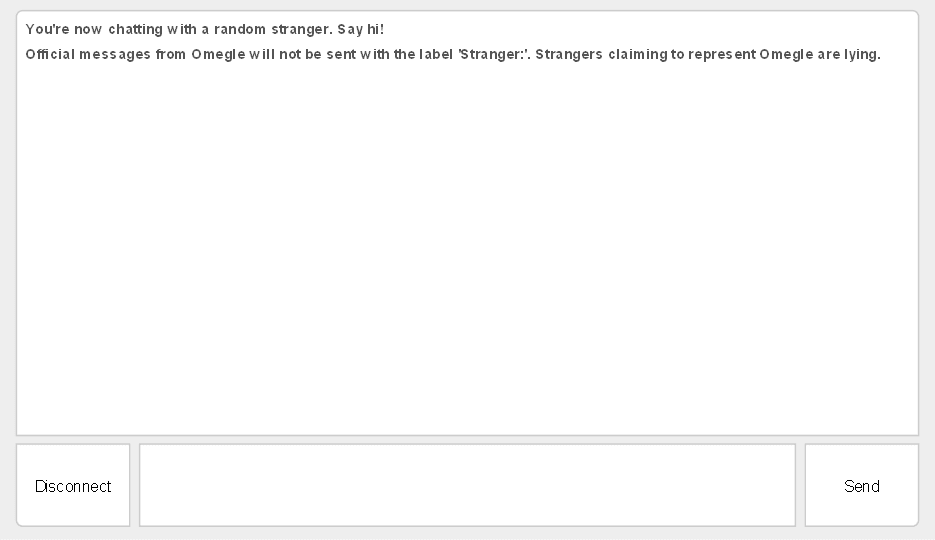 You're now chatting with a random stranger. Say hi!
Official messages from Omegle will not be sent with the label 'Stranger:'. Strangers claiming to represent Omegle are lying.
Disconnect
Send